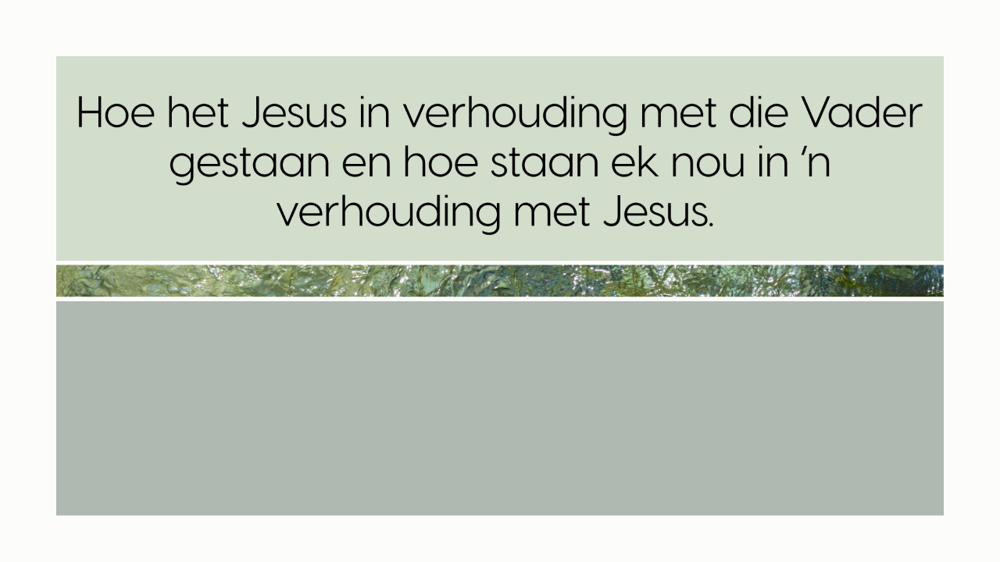 Hoe het Jesus in verhouding met die Vader
gestaan en hoe staan ek nou in ’n
verhouding met Jesus.